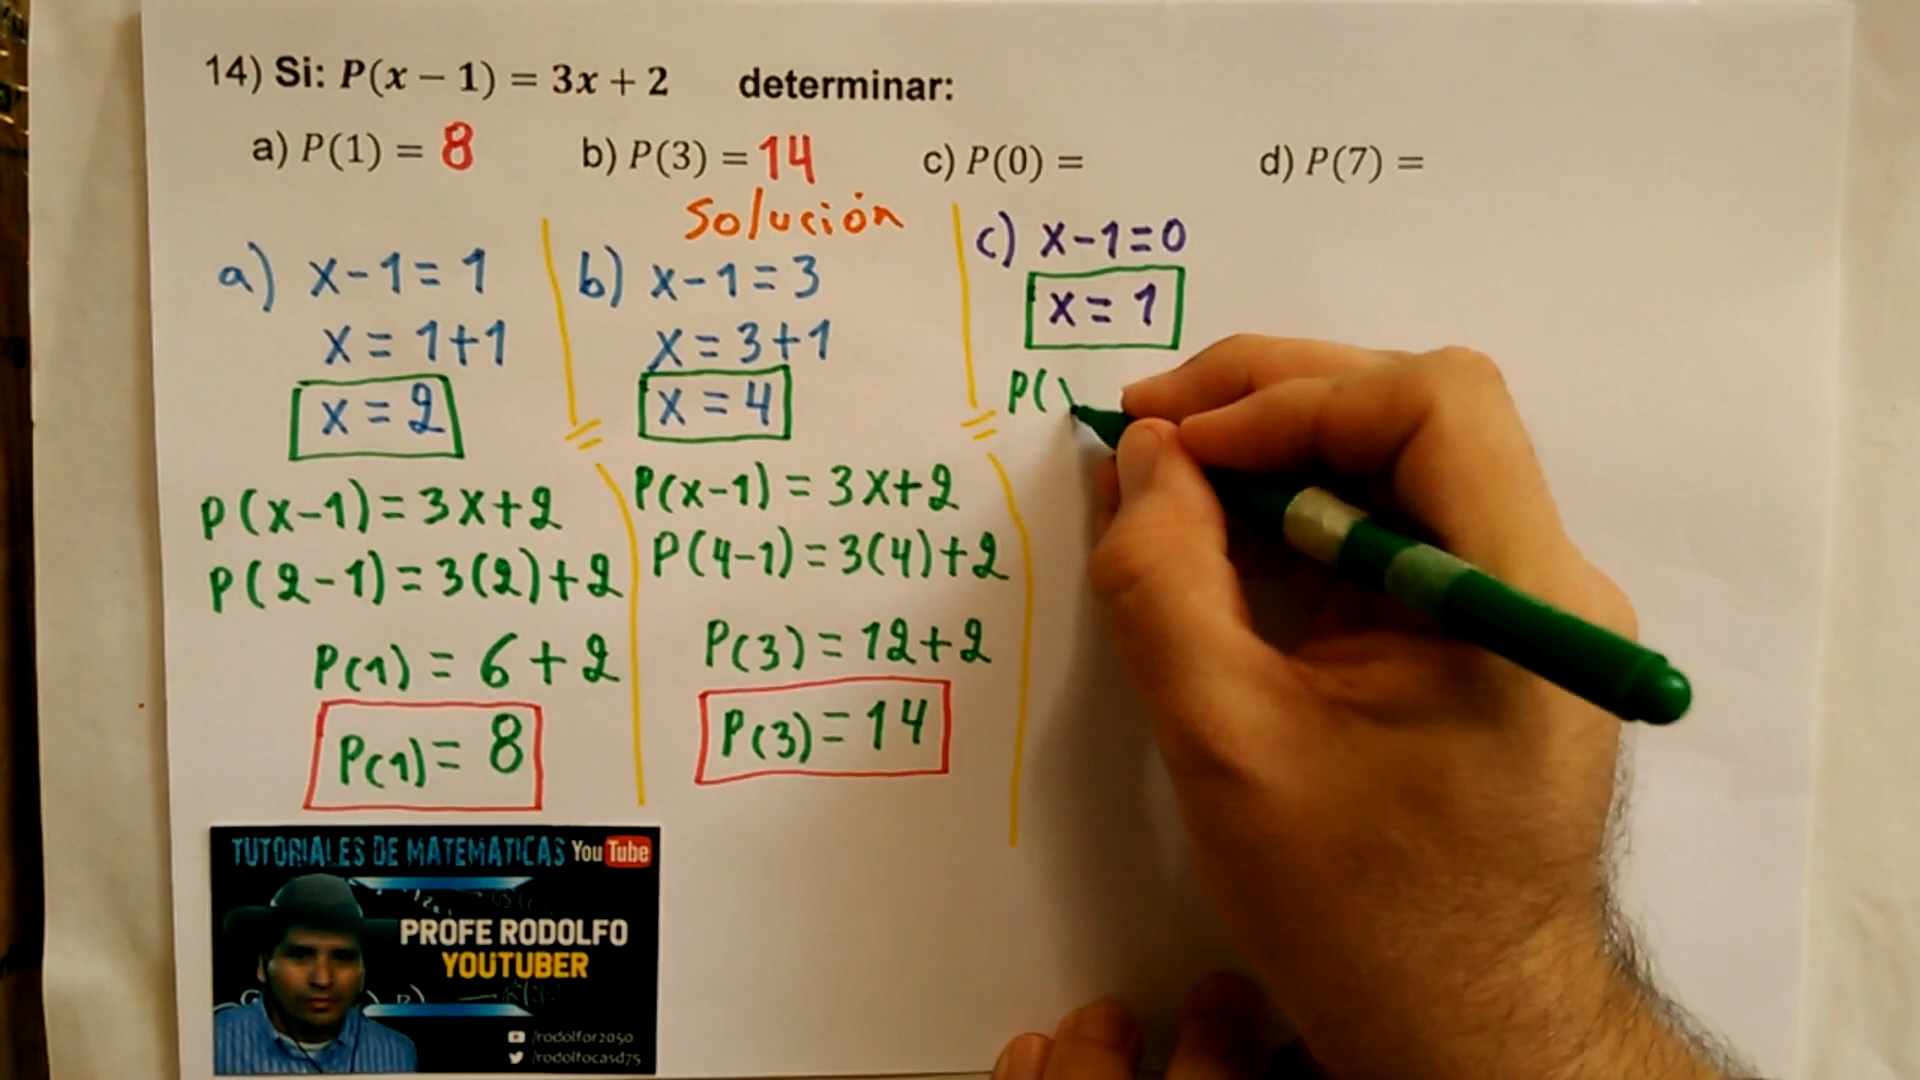 14) Si: P(x − 1) = 3x + 2 determinar:
a) P(1) = 8 b) P(3) = 14 c) P(0) = d) P(7) =
Solución
a) x-1=1
x=1+1
x=2
P(x-1)=3x+2
P(2-1)=3(2)+2
P(1)=6+2
P(1)=8
b) x-1=3
x=3+1
x=4
P(x-1)=3x+2
P(4-1)=3(4)+2
P(3)=12+2
P(3)=14
c) x-1=0
x=1
P(
TUTORIALES DE MATEMATICAS YouTube
PROFE RODOLFO
YOUTUBER
/rodolfor2050
/rodolfocasd75